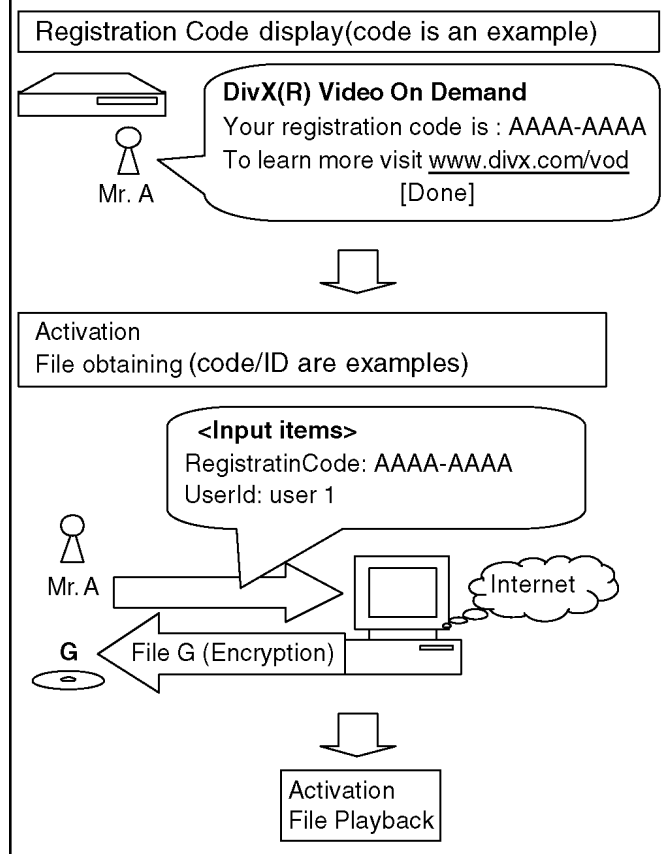 Registration Code display(code is an example)
DivX(R) Video On Demand
Your registration code is : AAAA-AAAA
To learn more visit www.divx.com/vod
[Done]
Mr. A
Activation
File obtaining (code/ID are examples)
<Input items>
RegistratinCode: AAAA-AAAA
UserId: user 1
Mr. A
Internet
G
File G (Encryption)
Activation
File Playback